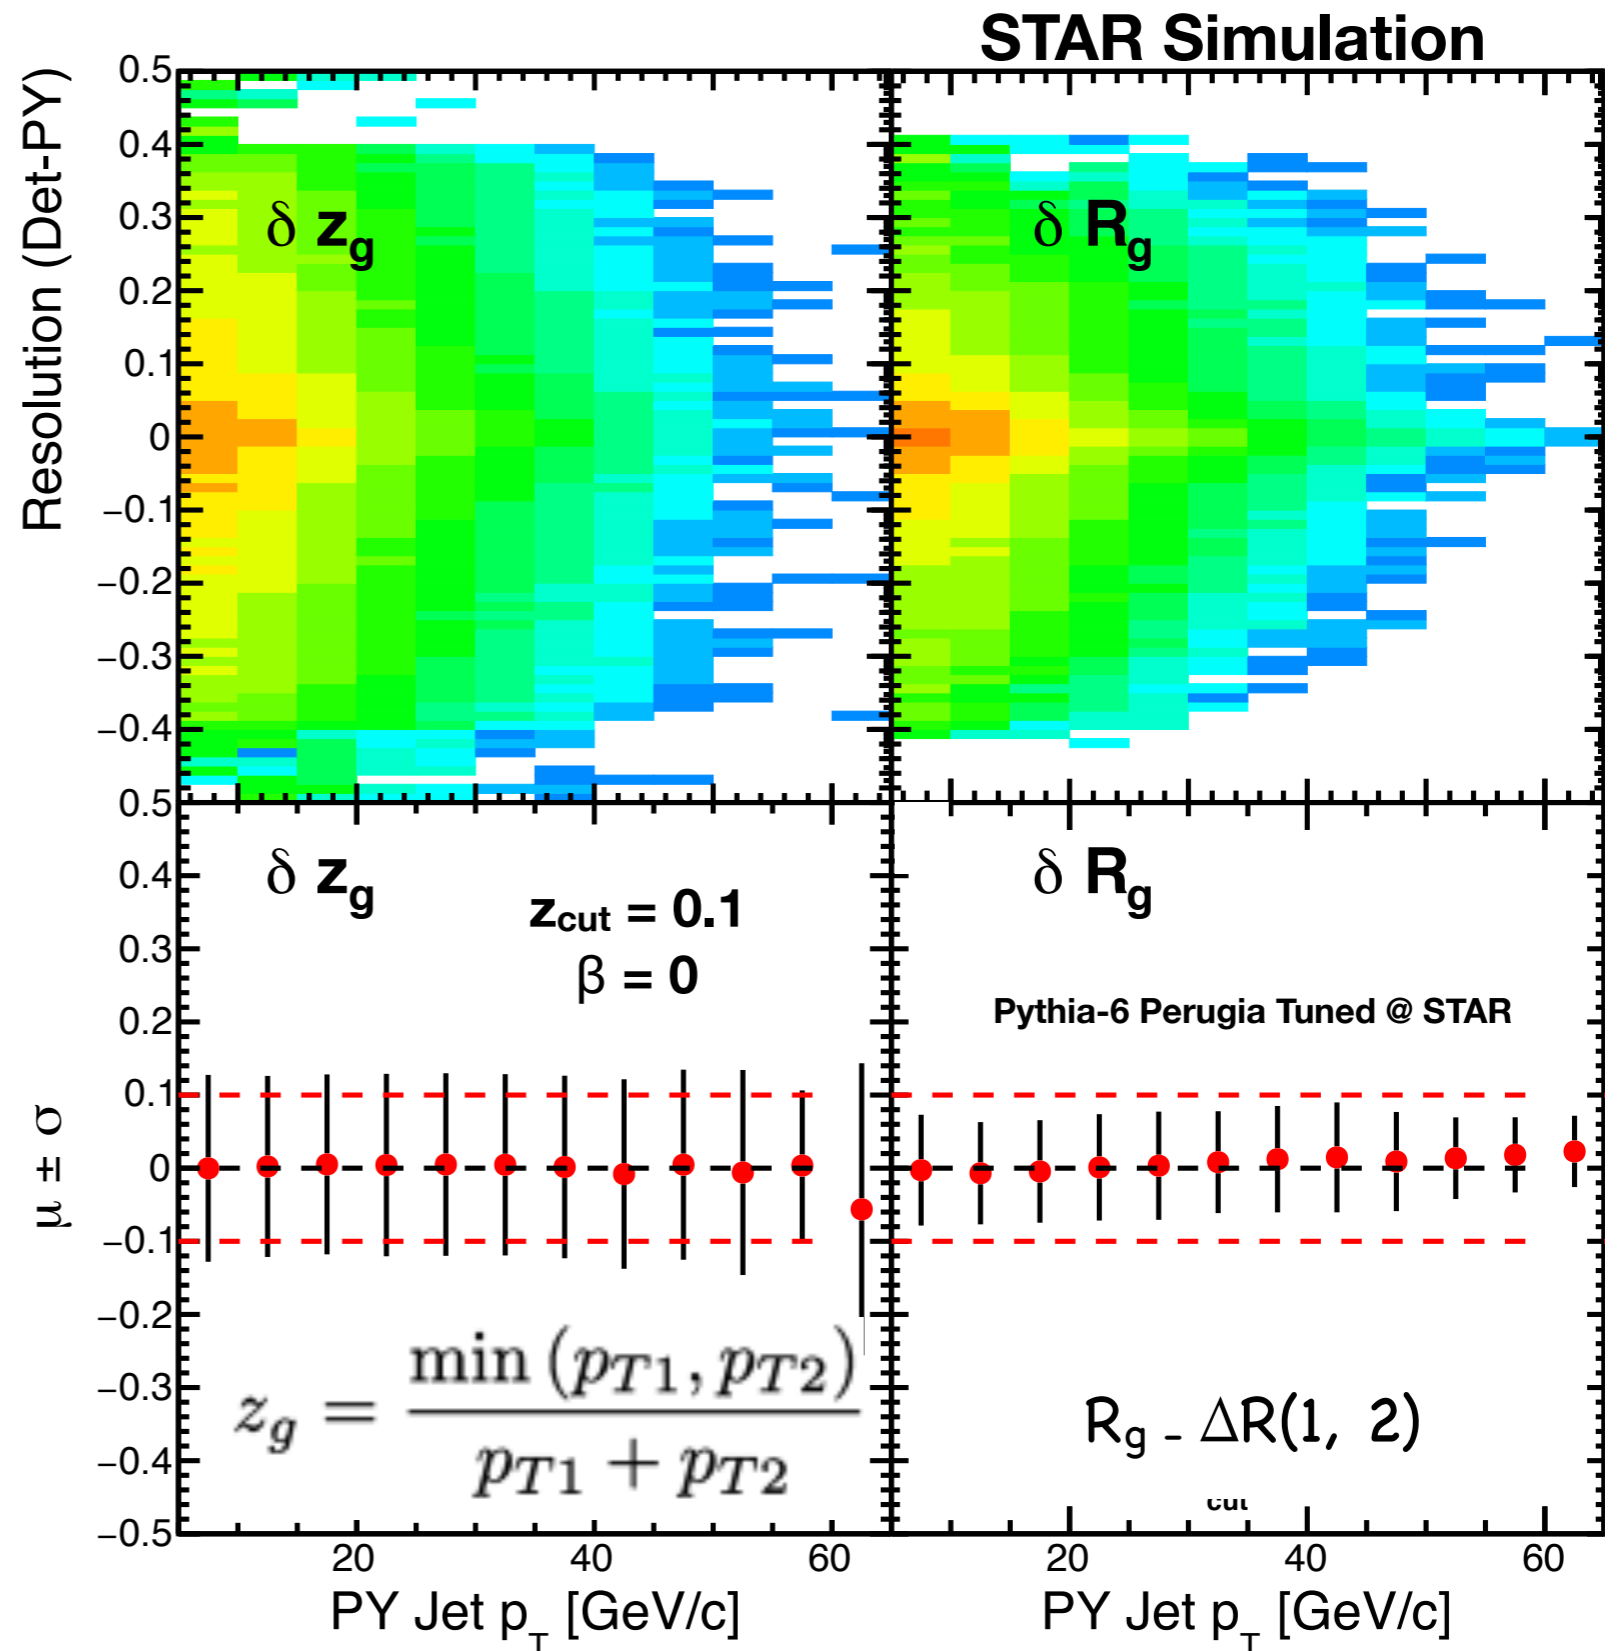 STAR Simulation
Resolution (Det-PY)
0.5
0.4
0.3
0.2
0.1
0
−0.1
−0.2
−0.3
−0.4
δ zg
δ Rg
0.5
0.4
0.3
0.2
0.1
0
−0.1
−0.2
−0.3
−0.4
−0.5
μ ± σ
δ zg
zcut = 0.1
β = 0
zg = min (pT1, pT2) / pT1 + pT2
δ Rg
Pythia-6 Perugia Tuned @ STAR
Rg - ΔR(1, 2)
cut
20 40 60
20 40 60
PY Jet pT [GeV/c]
PY Jet pT [GeV/c]